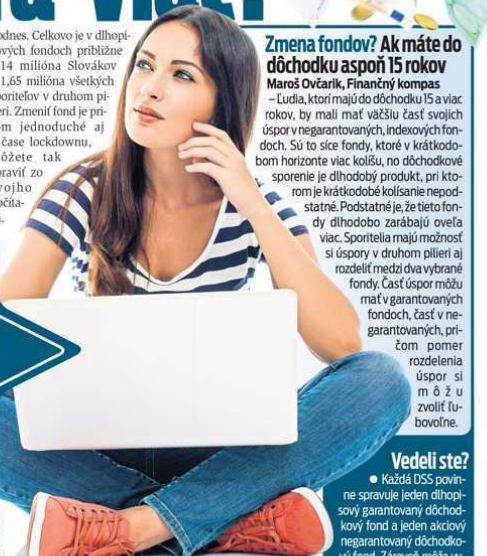 odnes. Celkovo je v dlhopi-
ových fondoch približne
14 milióna Slovákov
1,65 milióna všetkých
oriteľov v druhom pi-
eri. Zmeniť fond je pri-
om jednoduché aj
čase lockdownu,
ôžete tak
raviť zo
vojho
očíta-
Zmena fondov? Ak máte do
dôchodku aspoň 15 rokov
Maroš Ovčarik, Finančný kompas
– Ľudia, ktorí majú do dôchodku 15 a viac
rokov, by mali mať väčšiu časť svojich
úspor v negarantovaných, indexových fon-
doch. Sú to síce fondy, ktoré v krátkodo-
bom horizonte viac kolíšu, no dôchodkové
sporenie je dlhodobý produkt, pri kto-
rom je krátkodobé kolísanie nepod-
statné. Podstatné je, že tieto fon-
dy dlhodobo zarábajú oveľa
viac. Sporitelia majú možnosť
si úspory v druhom pilieri aj
rozdeliť medzi dva vybrané
fondy. Časť úspor môžu
mať v garantovaných
fondoch, časť v ne-
garantovaných, pri-
čom pomer
rozdelenia
úspor si
môžu
zvoliť ľu-
bovoľne.
Vedeli ste?
● Každá DSS povin-
ne spravuje jeden dlhopi-
sový garantovaný dôchod-
kový fond a jeden akciový
negarantovaný dôchodko-
vý fond. Zároveň môže vy-